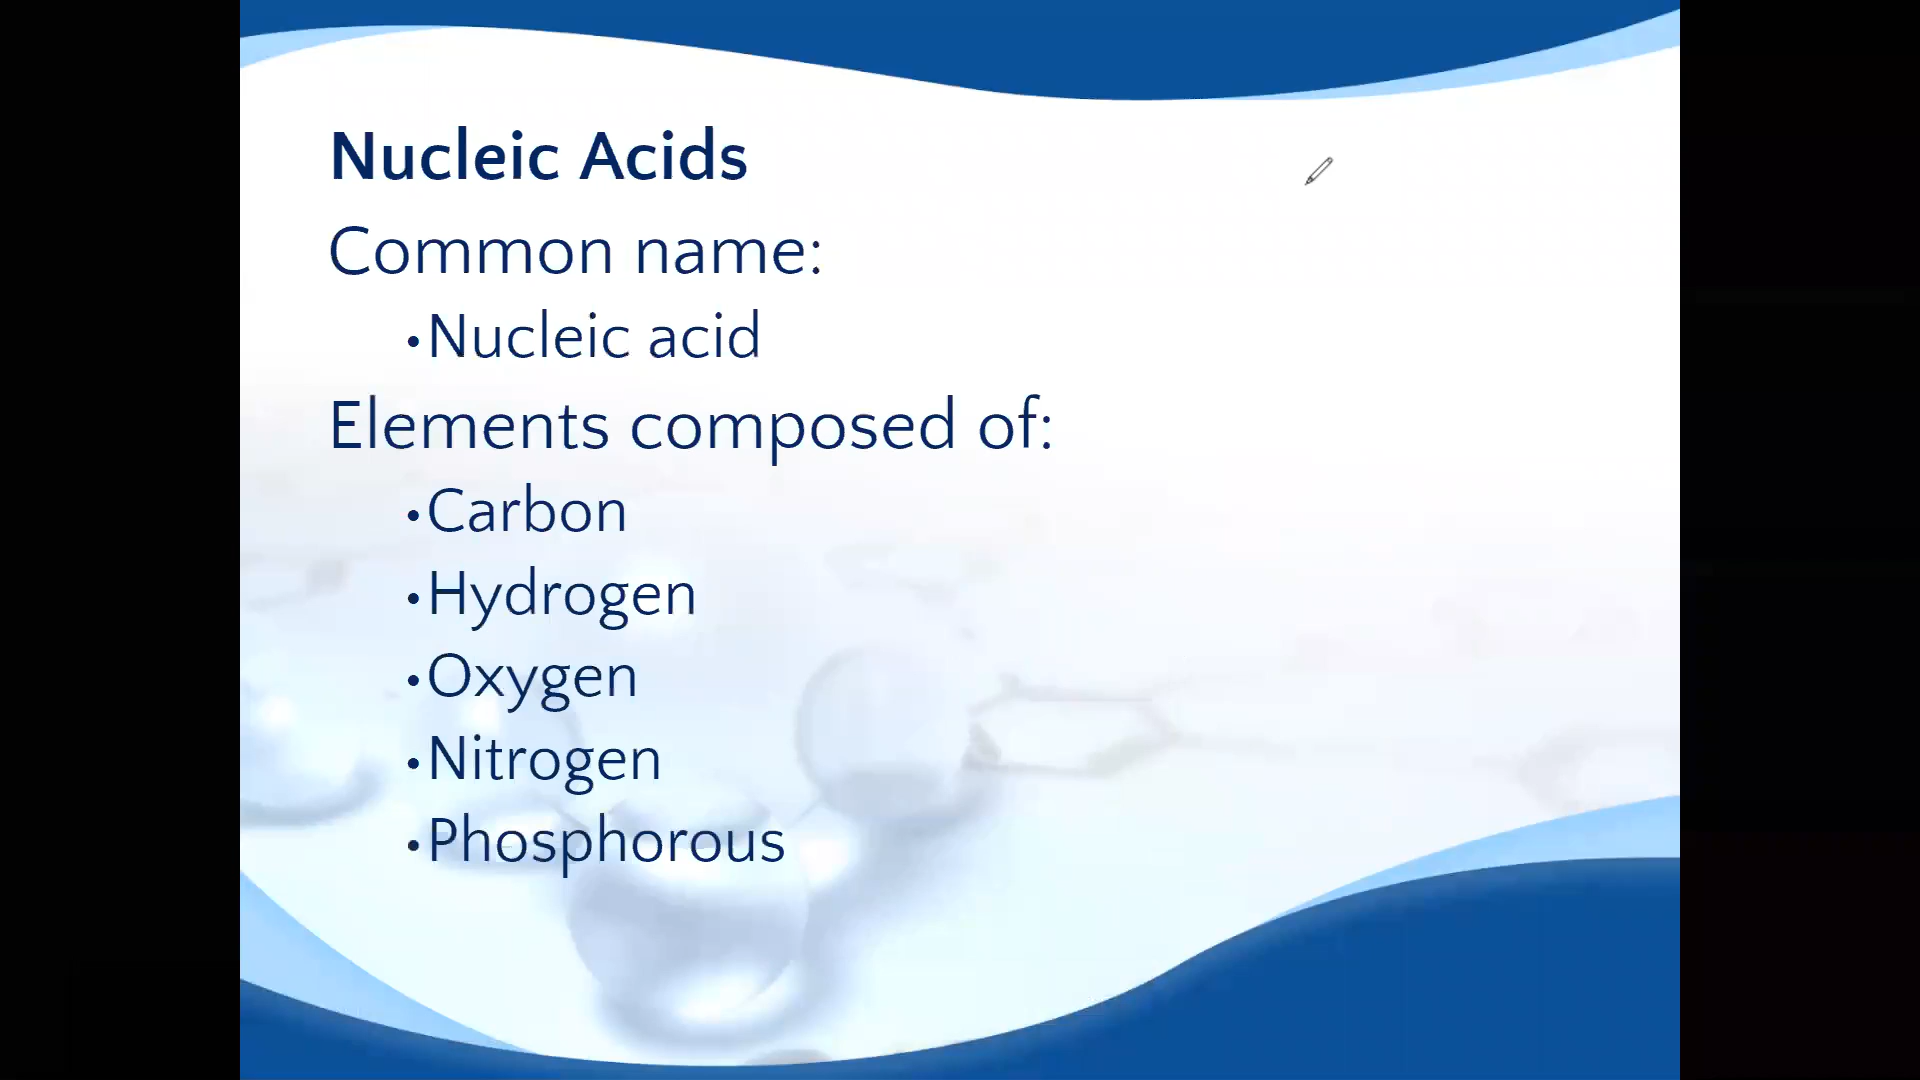 Nucleic Acids
Common name:
•Nucleic acid
Elements composed of:
•Carbon
•Hydrogen
•Oxygen
•Nitrogen
•Phosphorous